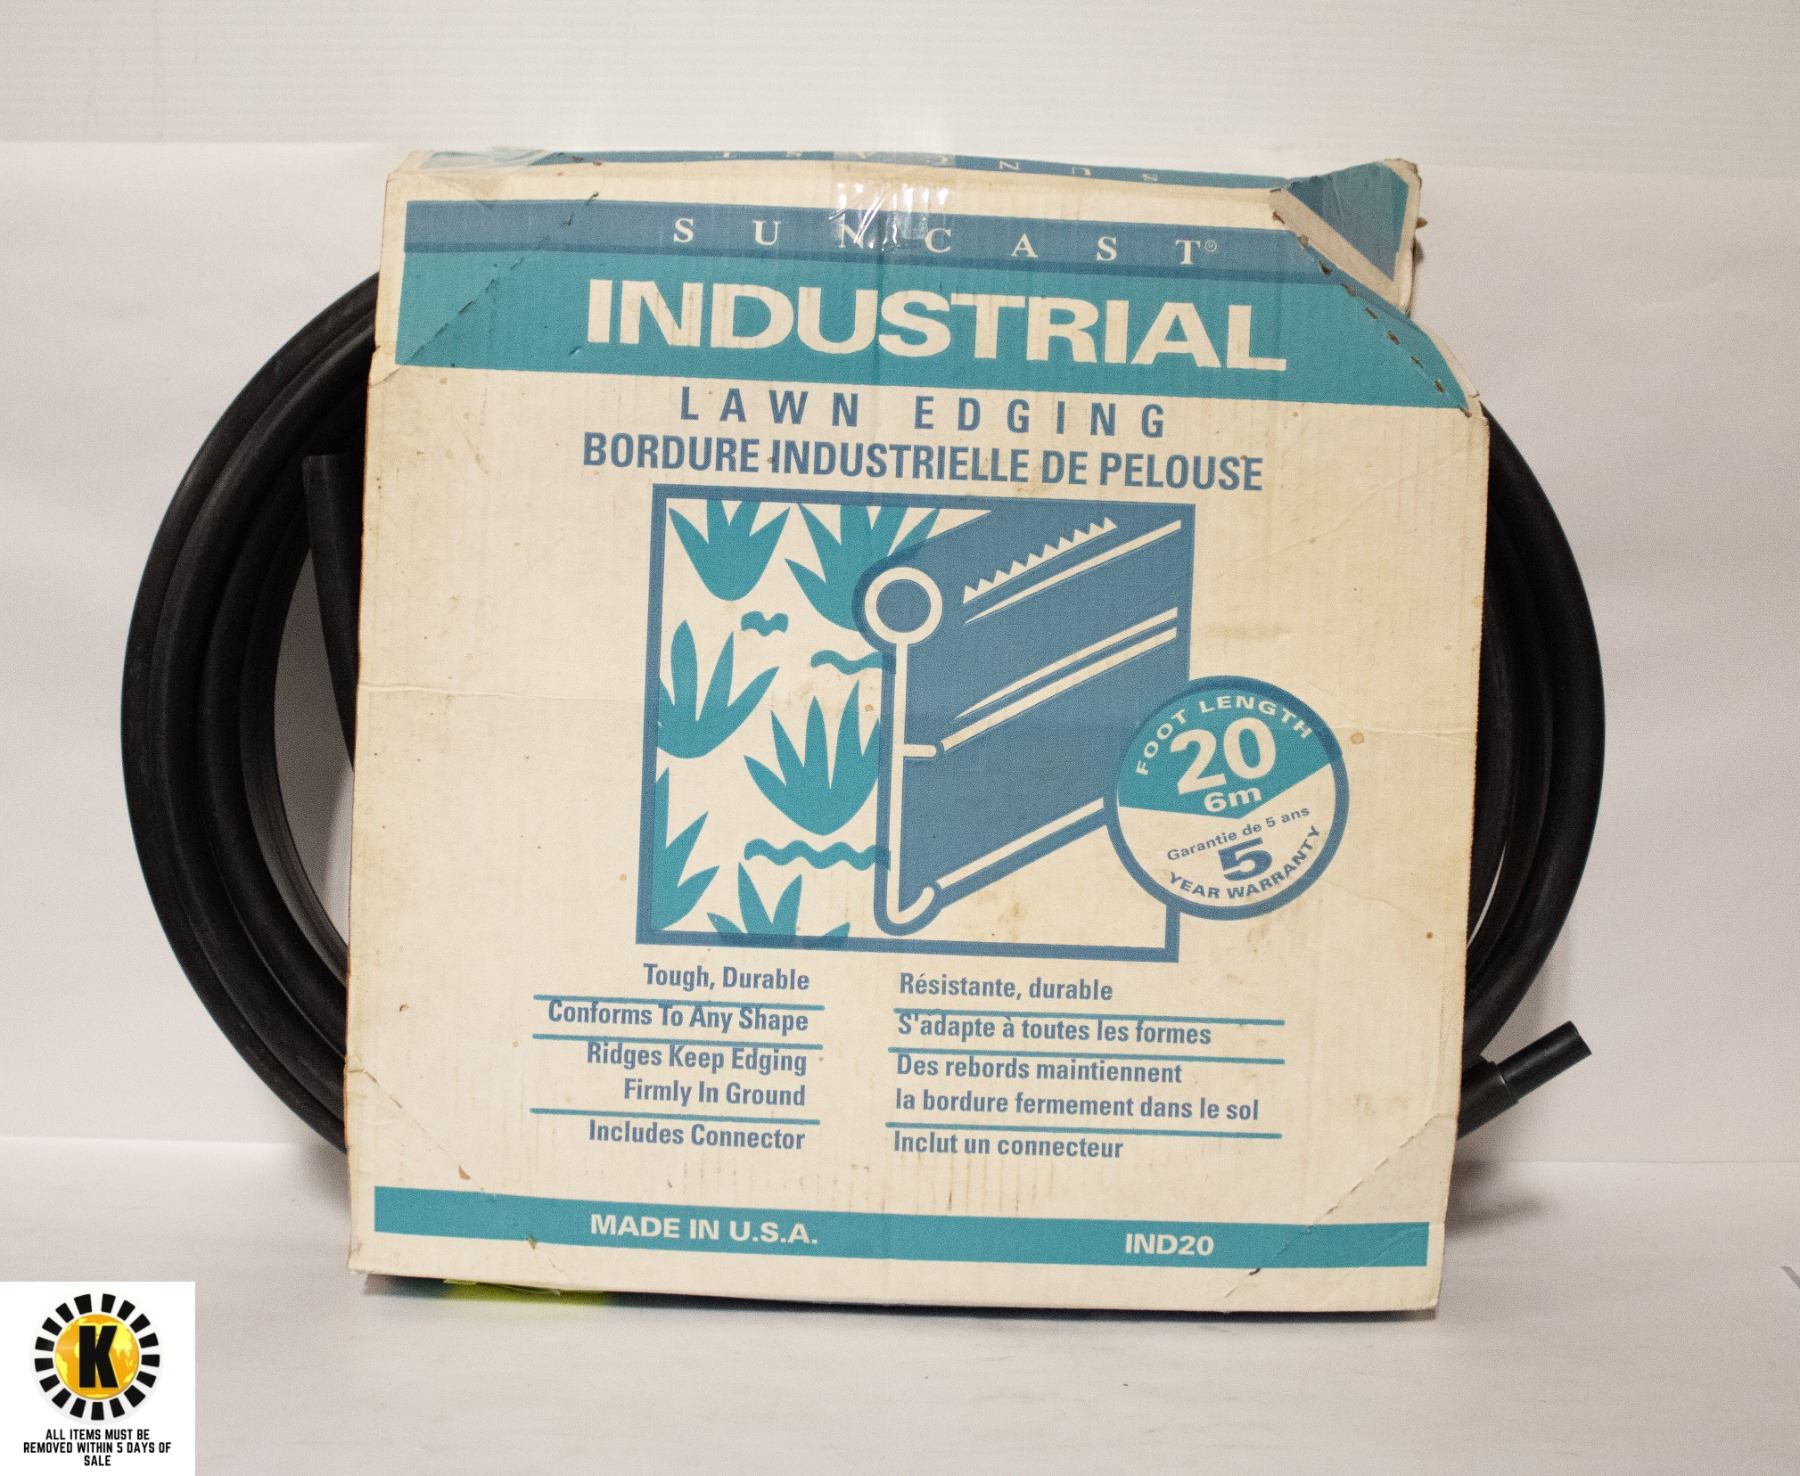 SUNCAST
SUNCAST®
INDUSTRIAL
LAWN EDGING
BORDURE INDUSTRIELLE DE PELOUSE
FOOT LENGTH
20
6m
Garantie de 5 ans
5
YEAR WARRANTY
Tough, Durable
Conforms To Any Shape
Ridges Keep Edging
Firmly In Ground
Includes Connector
Résistante, durable
S'adapte à toutes les formes
Des rebords maintiennent
la bordure fermement dans le sol
Inclut un connecteur
MADE IN U.S.A.
IND20
K
ALL ITEMS MUST BE
REMOVED WITHIN 5 DAYS OF
SALE